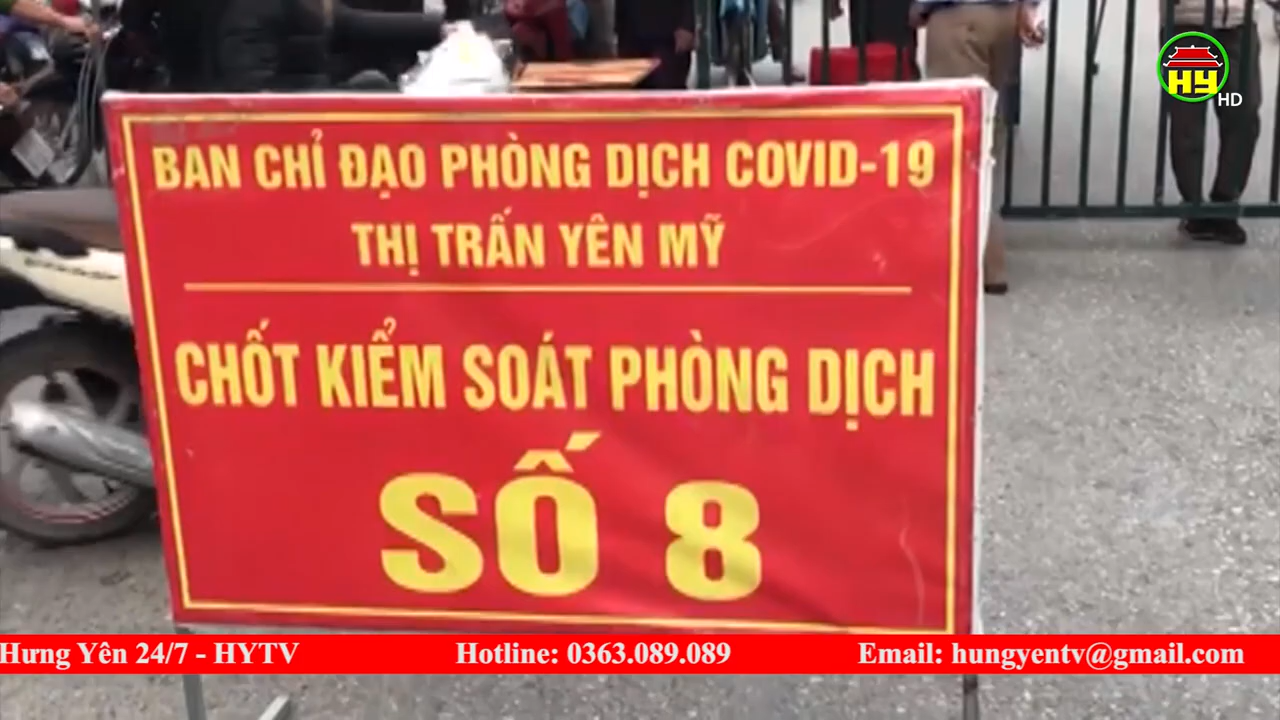 HY HD
BAN CHỈ ĐẠO PHÒNG DỊCH COVID-19
THỊ TRẤN YÊN MỸ
CHỐT KIỂM SOÁT PHÒNG DỊCH
SỐ 8
Hưng Yên 24/7 - HYTV Hotline: 0363.089.089 Email: hungyentv@gmail.com